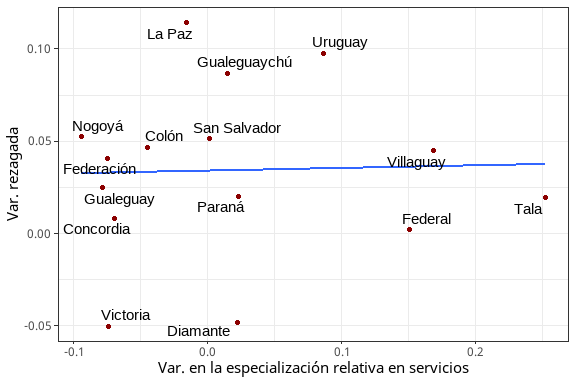 La Paz
Uruguay
Gualeguaychú
Nogoyá
Colón
San Salvador
Federación
Villaguay
Gualeguay
Paraná
Tala
Federal
Concordia
Victoria
Diamante
0.10
0.05
0.00
-0.05
-0.1
0.0
0.1
0.2
Var. rezagada
Var. en la especialización relativa en servicios